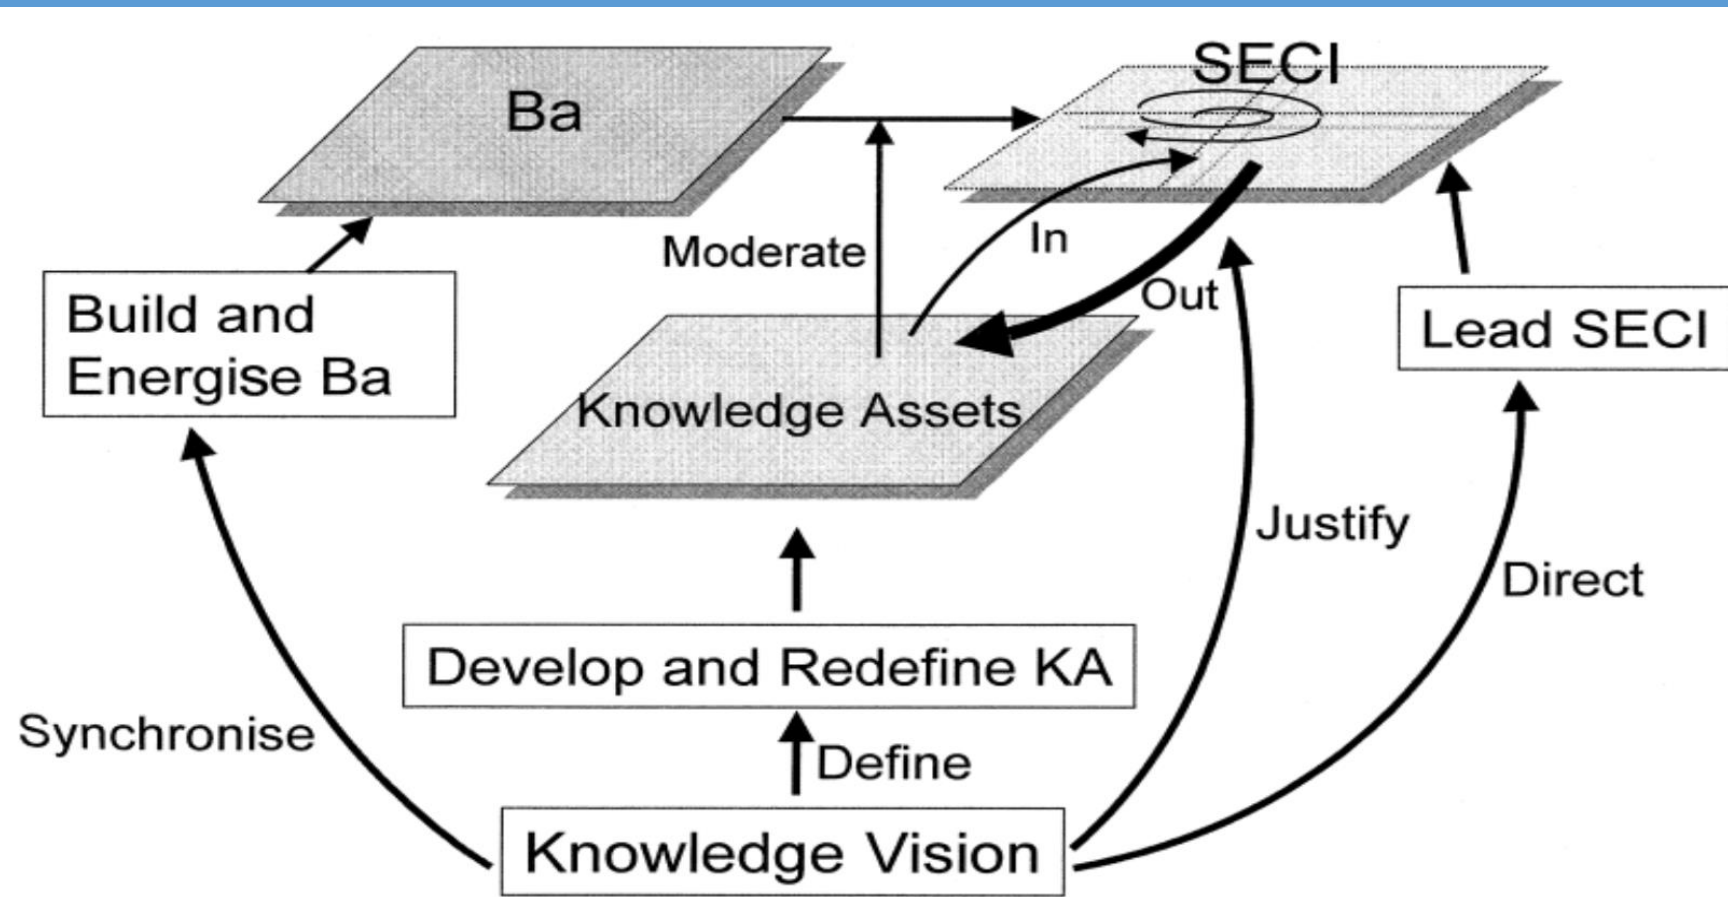 SECI
Ba
Moderate
In
Out
Build and
Energise Ba
Lead SECI
Knowledge Assets
Justify
Direct
Develop and Redefine KA
Synchronise
Define
Knowledge Vision